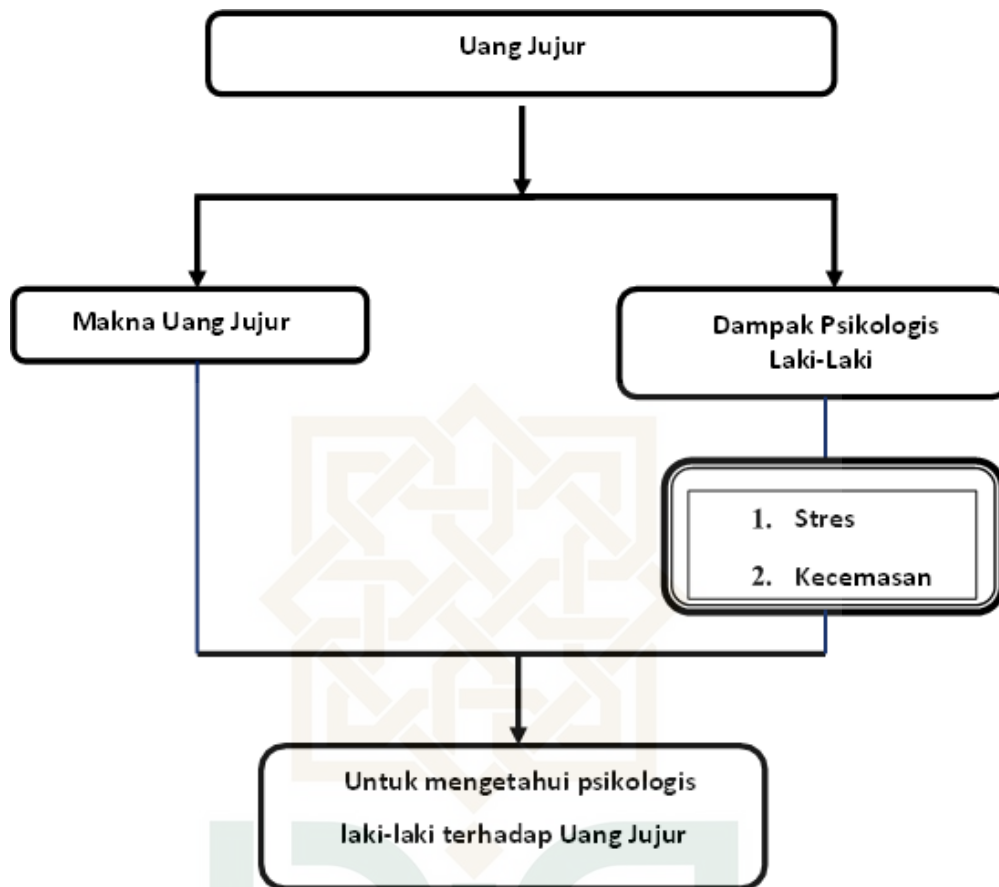 Uang Jujur
Makna Uang Jujur
Dampak Psikologis
Laki-Laki
1. Stres
2. Kecemasan
Untuk mengetahui psikologis
laki-laki terhadap Uang Jujur